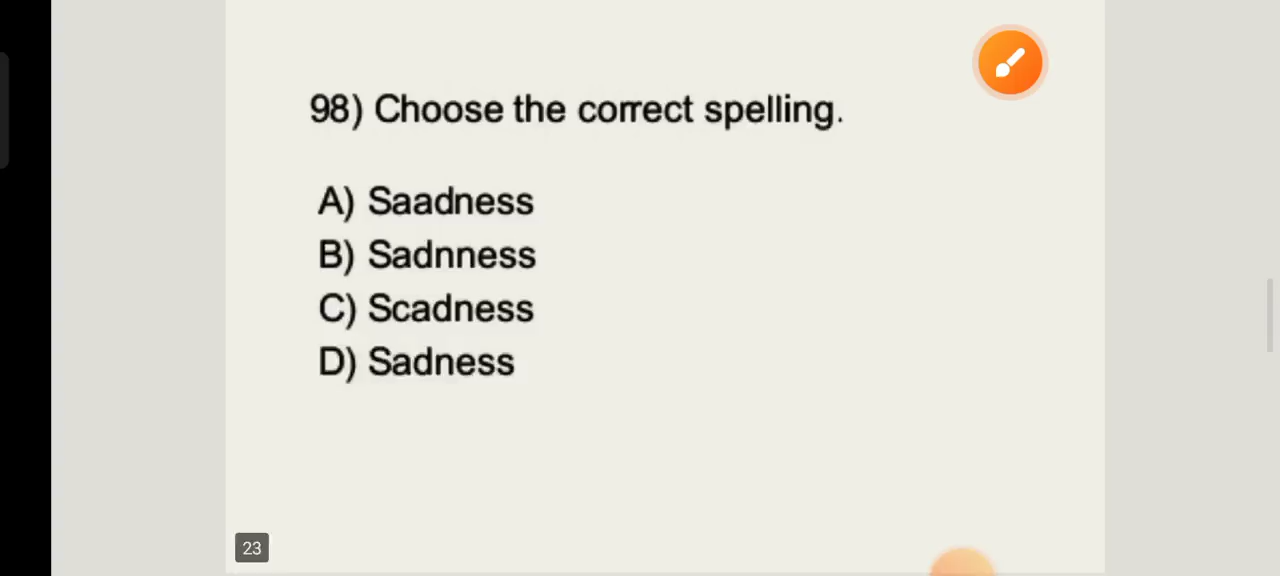 98) Choose the correct spelling.
A) Saadness
B) Sadnness
C) Scadness
D) Sadness
23